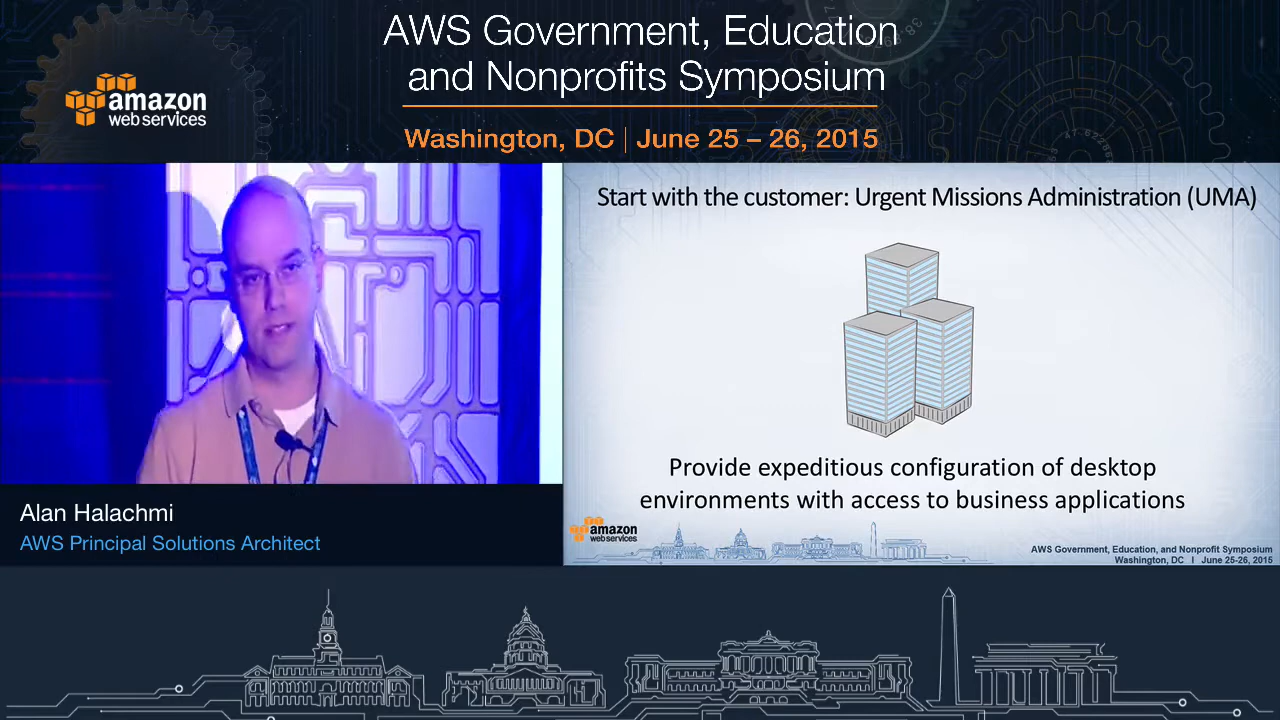 AWS Government, Education
and Nonprofits Symposium
amazon
web services
Washington, DC | June 25 – 26, 2015
Start with the customer: Urgent Missions Administration (UMA)
Provide expeditious configuration of desktop
environments with access to business applications
amazon
web services
AWS Government, Education, and Nonprofit Symposium
Washington, DC I June 25-26, 2015
Alan Halachmi
AWS Principal Solutions Architect